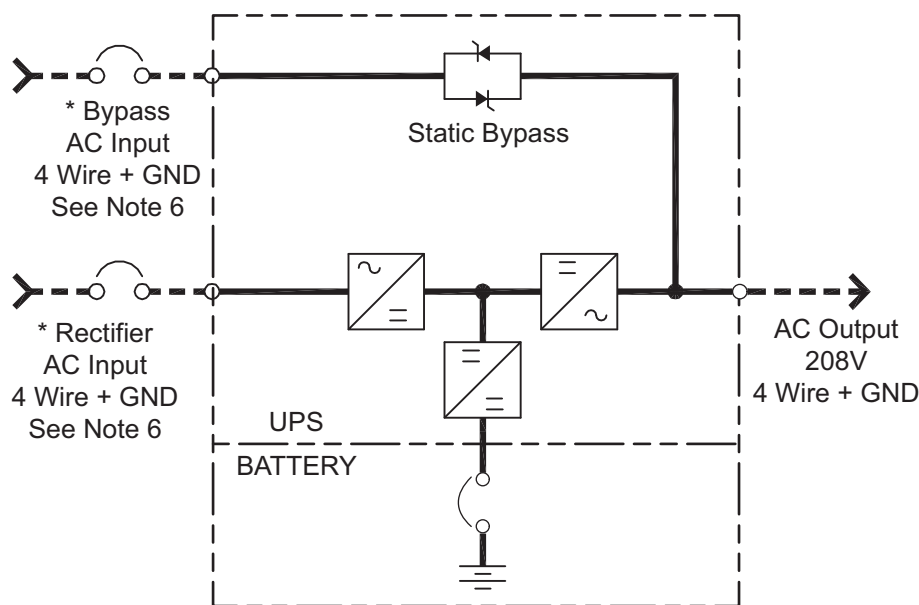 * Bypass
AC Input
4 Wire + GND
See Note 6
Static Bypass
* Rectifier
AC Input
4 Wire + GND
See Note 6
AC Output
208V
4 Wire + GND
UPS
BATTERY